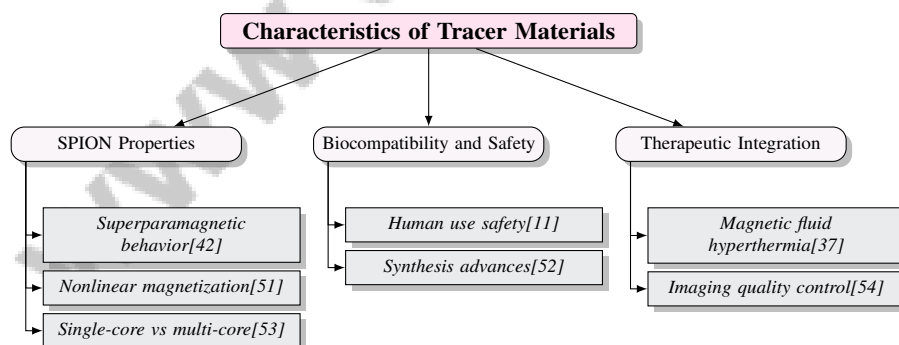 Characteristics of Tracer Materials
SPION Properties
Superparamagnetic
behavior[42]
Nonlinear magnetization[51]
Single-core vs multi-core[53]
Biocompatibility and Safety
Human use safety[11]
Synthesis advances[52]
Therapeutic Integration
Magnetic fluid
hyperthermia[37]
Imaging quality control[54]